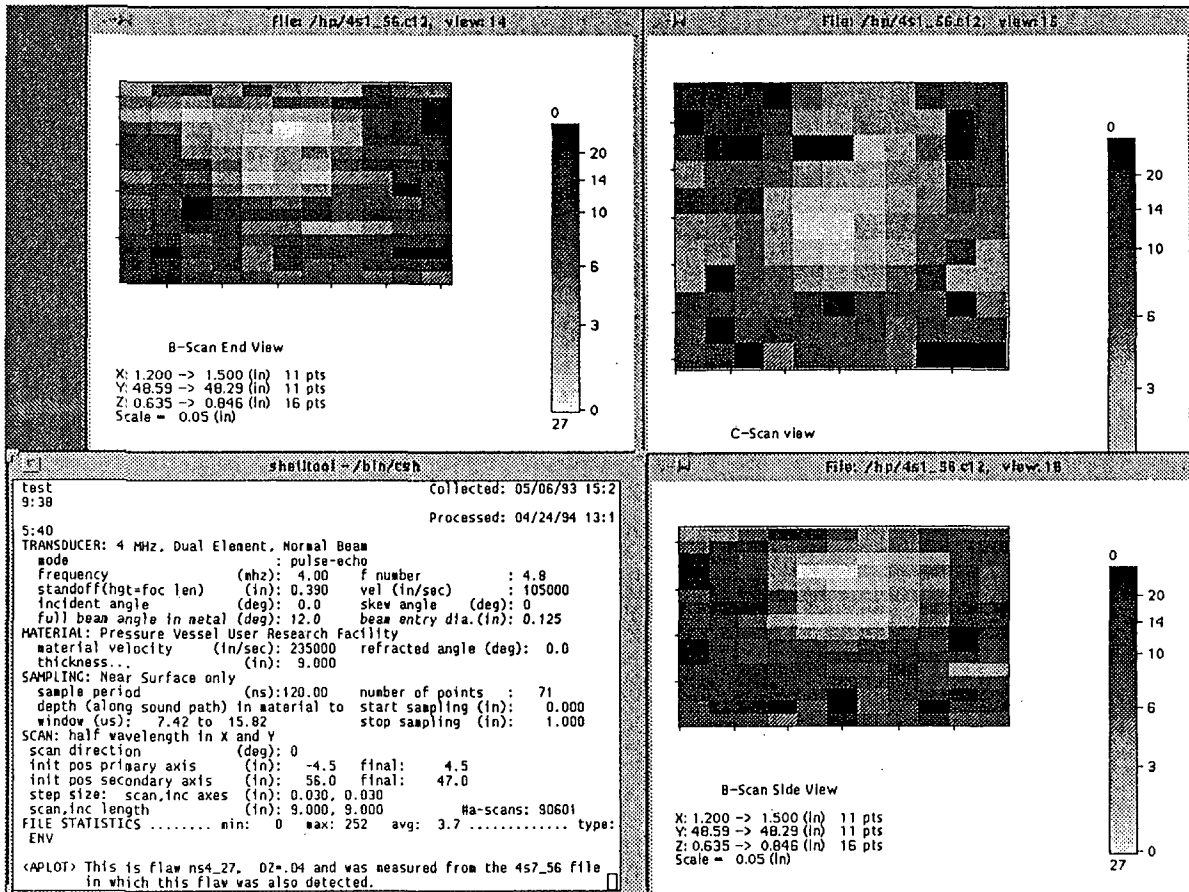 File: /hp/4s1_56.c12, view: 14
0
20
14
10
6
3
0
27
B-Scan End View
X: 1.200 -> 1.500 (in) 11 pts
Y: 48.59 -> 48.29 (in) 11 pts
Z: 0.635 -> 0.846 (in) 16 pts
Scale = 0.05 (in)
File: /hp/4s1_56.c12, view: 15
0
20
14
10
6
3
C-Scan view
shelltool - /bin/csh
test Collected: 05/06/93 15:2
9:38
Processed: 04/24/94 13:1
5:40
TRANSDUCER: 4 MHz, Dual Element, Normal Beam
mode : pulse-echo
frequency (mhz): 4.00 f number : 4.8
standoff(hgt=foc len) (in): 0.390 vel (in/sec) : 105000
incident angle (deg): 0.0 skew angle (deg): 0
full beam angle in metal (deg): 12.0 beam entry dia.(in): 0.125
MATERIAL: Pressure Vessel User Research Facility
material velocity (in/sec): 235000 refracted angle (deg): 0.0
thickness... (in): 9.000
SAMPLING: Near Surface only
sample period (ns):120.00 number of points : 71
depth (along sound path) in material to start sampling (in): 0.000
window (us): 7.42 to 15.82 stop sampling (in): 1.000
SCAN: half wavelength in X and Y
scan direction (deg): 0
init pos primary axis (in): -4.5 final: 4.5
init pos secondary axis (in): 56.0 final: 47.0
step size: scan,inc axes (in): 0.030, 0.030
scan,inc length (in): 9.000, 9.000 #a-scans: 90601
FILE STATISTICS ........ min: 0 max: 252 avg: 3.7 ............. type:
ENV
<APLOT> This is flaw ns4_27, DZ=.04 and was measured from the 4s7_56 file
in which this flaw was also detected.
File: /hp/4s1_56.c12, view: 16
0
20
14
10
6
3
0
27
B-Scan Side View
X: 1.200 -> 1.500 (in) 11 pts
Y: 48.59 -> 48.29 (in) 11 pts
Z: 0.635 -> 0.846 (in) 16 pts
Scale = 0.05 (in)